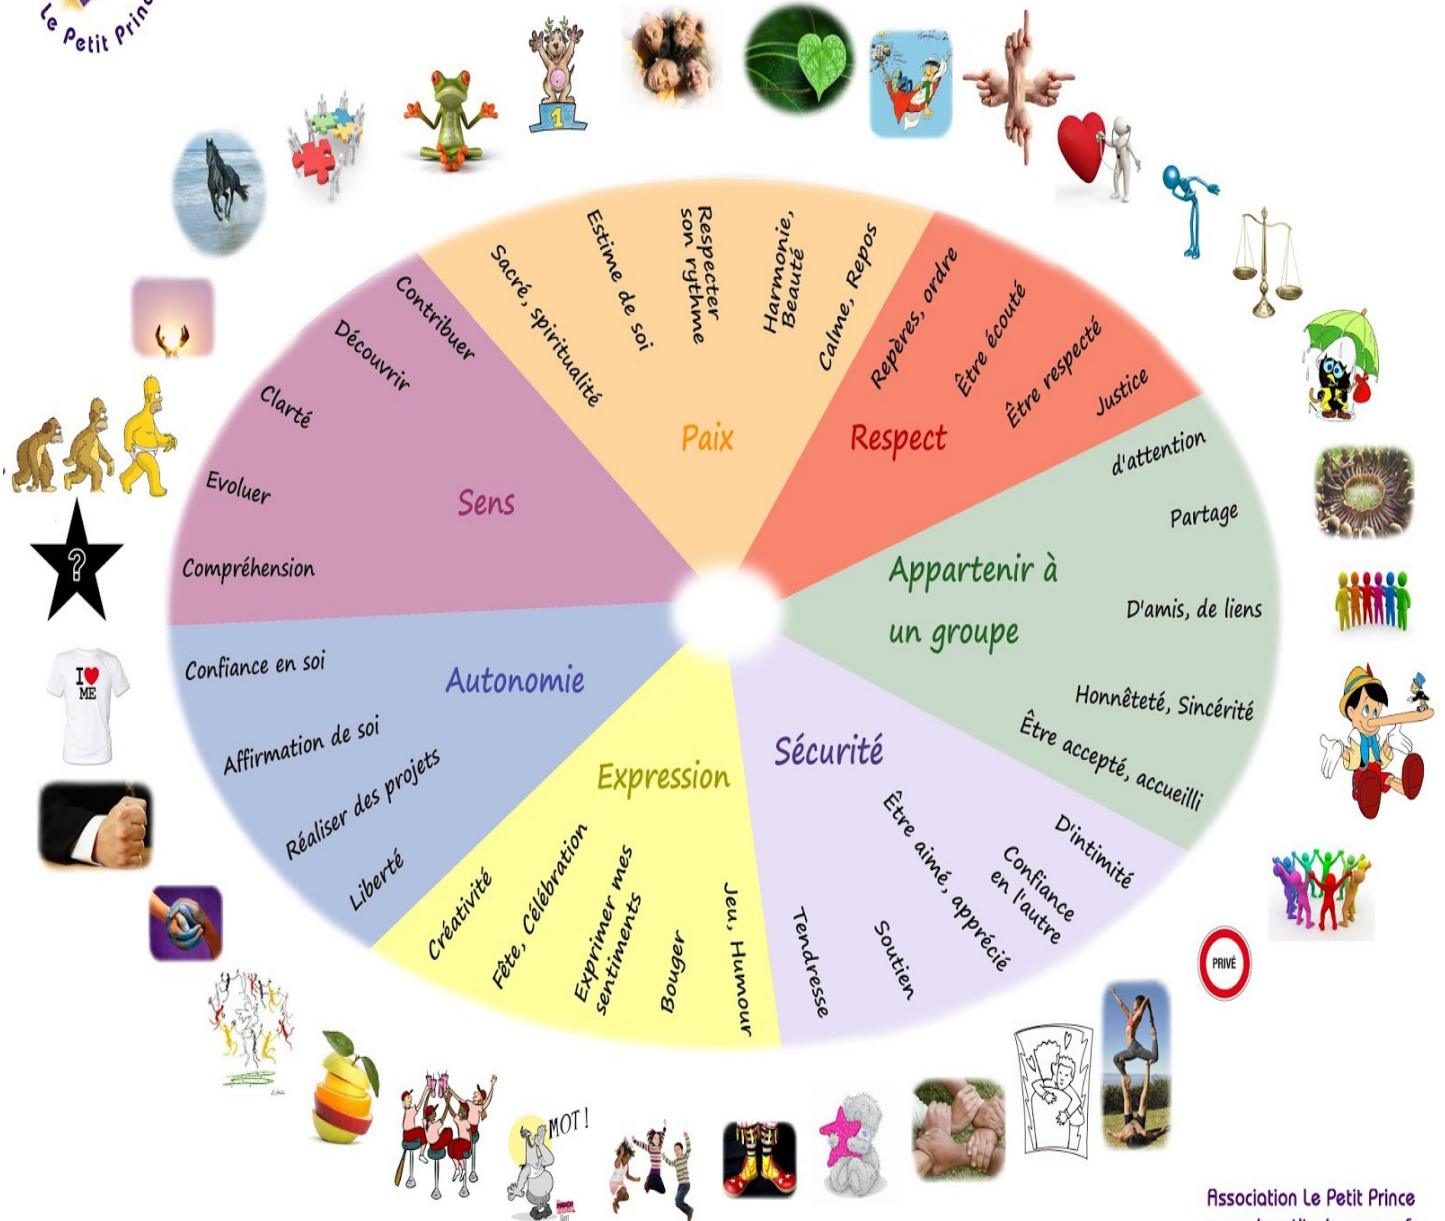 Le Petit Prince
1
Sacré, spiritualité
Estime de soi
Respecter
son rythme
Harmonie,
Beauté
Calme, Repos
Paix
Repères, ordre
Être écouté
Être respecté
Justice
Respect
d'attention
Partage
D'amis, de liens
Honnêteté, Sincérité
Être accepté, accueilli
Appartenir à
un groupe
D'intimité
Confiance
en l'autre
Être aimé, apprécié
Soutien
Tendresse
Sécurité
Jeu, Humour
Bouger
Exprimer mes
sentiments
Fête, Célébration
Créativité
Expression
Liberté
Réaliser des projets
Affirmation de soi
Confiance en soi
Autonomie
Compréhension
Evoluer
Clarté
Découvrir
Contribuer
Sens
?
I
ME
MOT !
PRIVÉ
Association Le Petit Prince